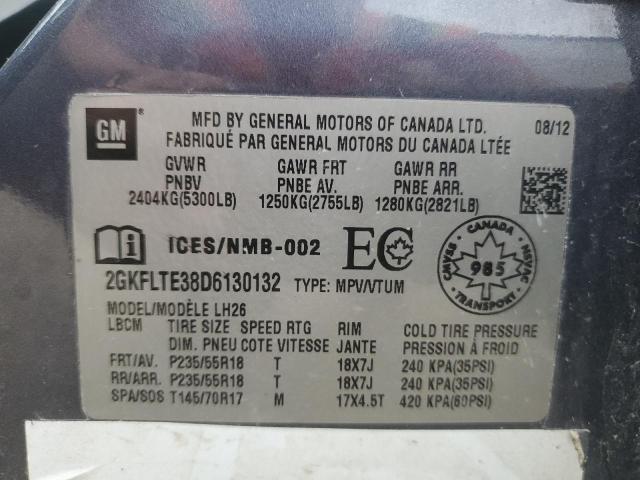 GM
MFD BY GENERAL MOTORS OF CANADA LTD. 08/12
FABRIQUÉ PAR GENERAL MOTORS DU CANADA LTÉE
GVWR GAWR FRT GAWR RR
PNBV PNBE AV. PNBE ARR.
2404KG(5300LB) 1250KG(2755LB) 1280KG(2821LB)
i ICES/NMB-002 EC
CANADA
CMVSS NSVAC
985
TRANSPORT
2GKFLTE38D6130132 TYPE: MPV/VTUM
MODEL/MODÈLE LH26
LBCM TIRE SIZE SPEED RTG RIM COLD TIRE PRESSURE
DIM. PNEU COTE VITESSE JANTE PRESSION À FROID
FRT/AV. P235/55R18 T 18X7J 240 KPA(35PSI)
RR/ARR. P235/55R18 T 18X7J 240 KPA(35PSI)
SPA/SOS T145/70R17 M 17X4.5T 420 KPA(60PSI)